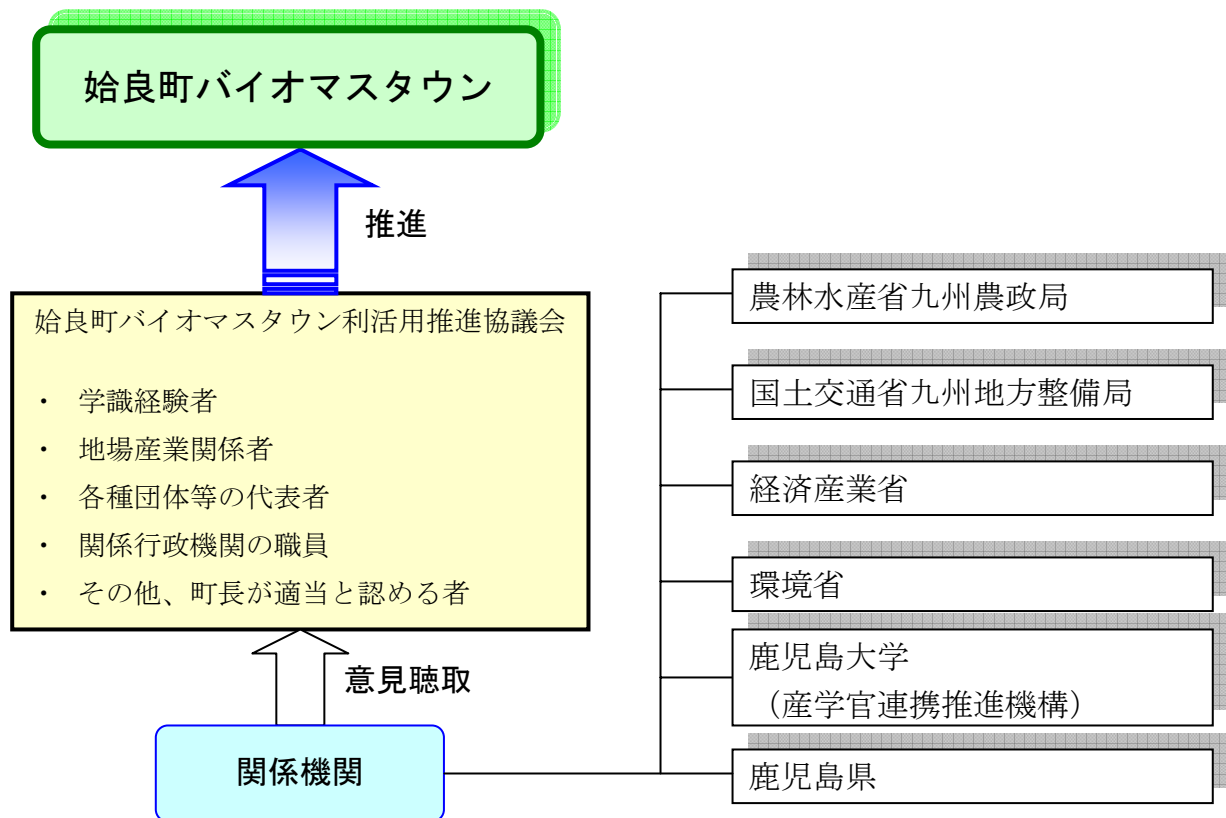 姶良町バイオマスタウン
推進
姶良町バイオマスタウン利活用推進協議会
・ 学識経験者
・ 地場産業関係者
・ 各種団体等の代表者
・ 関係行政機関の職員
・ その他、町長が適当と認める者
意見聴取
関係機関
農林水産省九州農政局
国土交通省九州地方整備局
経済産業省
環境省
鹿児島大学
（産学官連携推進機構）
鹿児島県